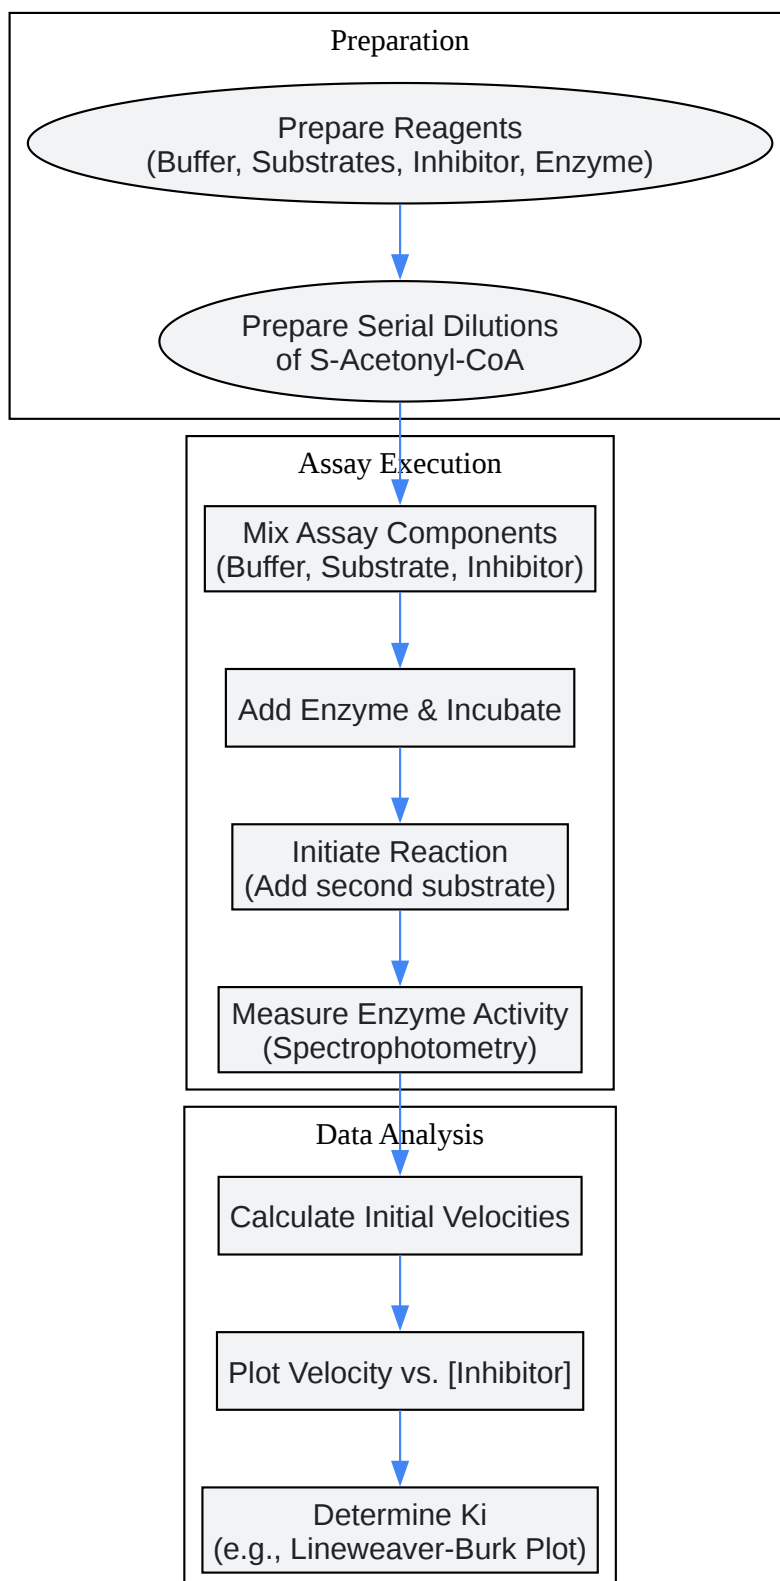 Preparation
Prepare Reagents
(Buffer, Substrates, Inhibitor, Enzyme)
Prepare Serial Dilutions
of S-Acetonyl-CoA
Assay Execution
Mix Assay Components
(Buffer, Substrate, Inhibitor)
Add Enzyme & Incubate
Initiate Reaction
(Add second substrate)
Measure Enzyme Activity
(Spectrophotometry)
Data Analysis
Calculate Initial Velocities
Plot Velocity vs. [Inhibitor]
Determine Ki
(e.g., Lineweaver-Burk Plot)